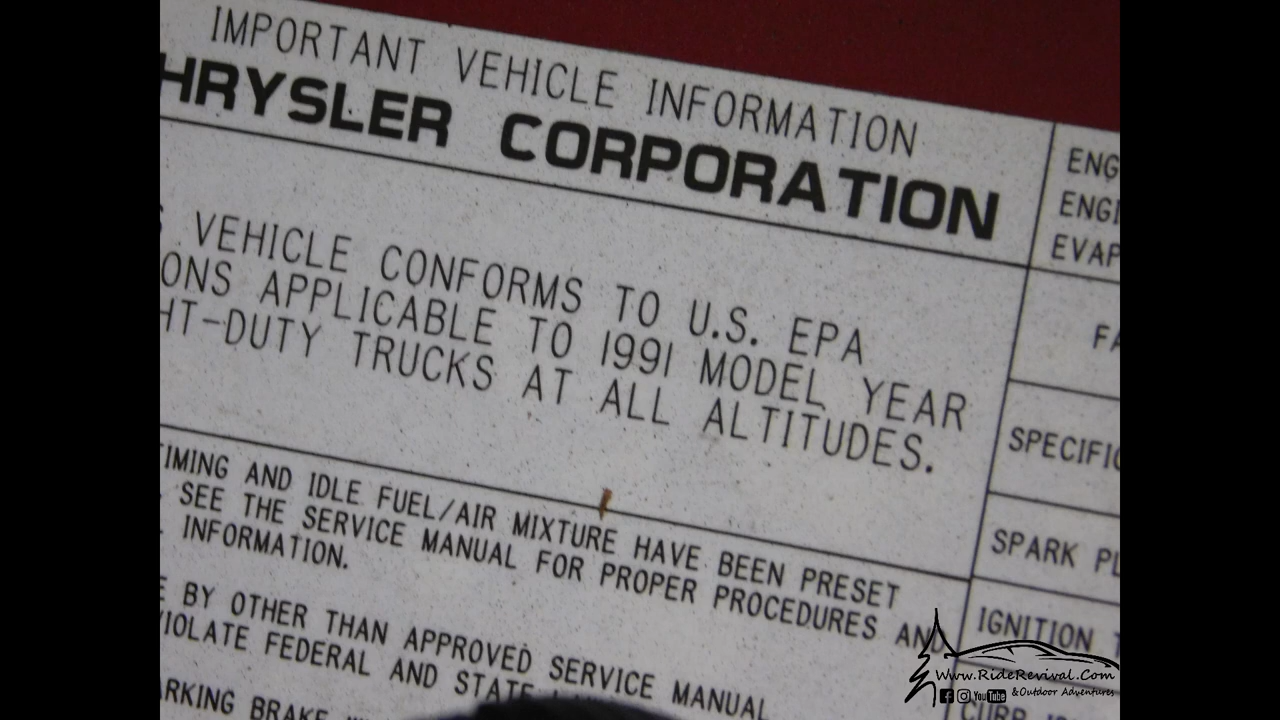 IMPORTANT VEHICLE INFORMATION
HRYSLER CORPORATION
VEHICLE CONFORMS TO U.S. EPA
ONS APPLICABLE TO 1991 MODEL YEAR
HT-DUTY TRUCKS AT ALL ALTITUDES.
IMING AND IDLE FUEL/AIR MIXTURE HAVE BEEN PRESET
SEE THE SERVICE MANUAL FOR PROPER PROCEDURES AND
INFORMATION.
E BY OTHER THAN APPROVED SERVICE MANUAL
VIOLATE FEDERAL AND STATE
ARKING BRAKE
ENG
ENGI
EVAP
FA
SPECIFIC
SPARK PL
IGNITION T
CURB
www.RideRevival.Com
YouTube & Outdoor Adventures